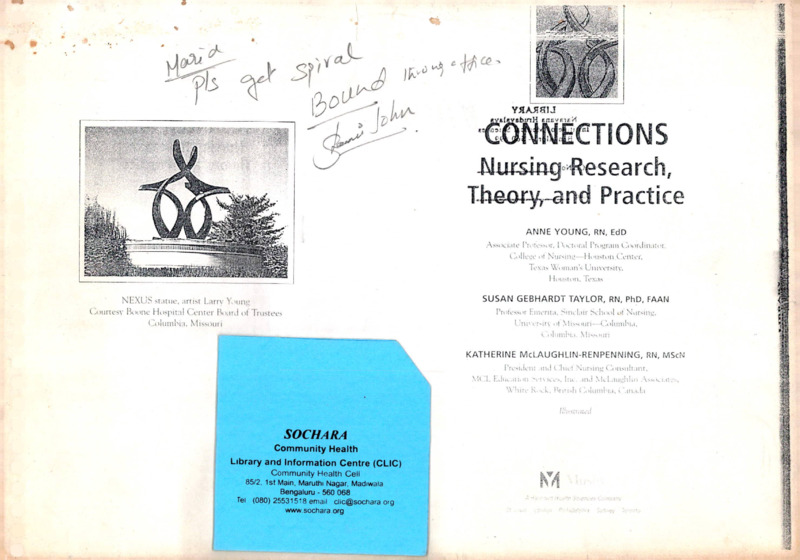 Maria
pls get spiral
Bound
John
NEXUS statue, artist Larry Young
Courtesy Boone Hospital Center Board of Trustees
Columbia, Missouri
SOCHARA
Community Health
Library and Information Centre (CLIC)
Community Health Cell
85/2, 1st Main, Maruthi Nagar, Madiwala
Bengaluru - 560 068
Tel (080) 25531518 email clic@sochara org
www.sochara.org
LIBRARY
CONNECTIONS
Nursing Research,
Theory, and Practice
ANNE YOUNG, RN, EdD
Associate Professor, Doctoral Program Coordinator,
College of Nursing—Houston Center,
Texas Woman's University,
Houston, Texas
SUSAN GEBHARDT TAYLOR, RN, PhD, FAAN
Professor Emerita, Sinclair School of Nursing,
University of Missouri—Columbia,
Columbia, Missouri
KATHERINE McLAUGHLIN-RENPENNING, RN, MScN
President and Chief Nursing Consultant,
MCL Education Services, Inc. and McLaughlin Associates,
White Rock, British Columbia, Canada
Illustrated